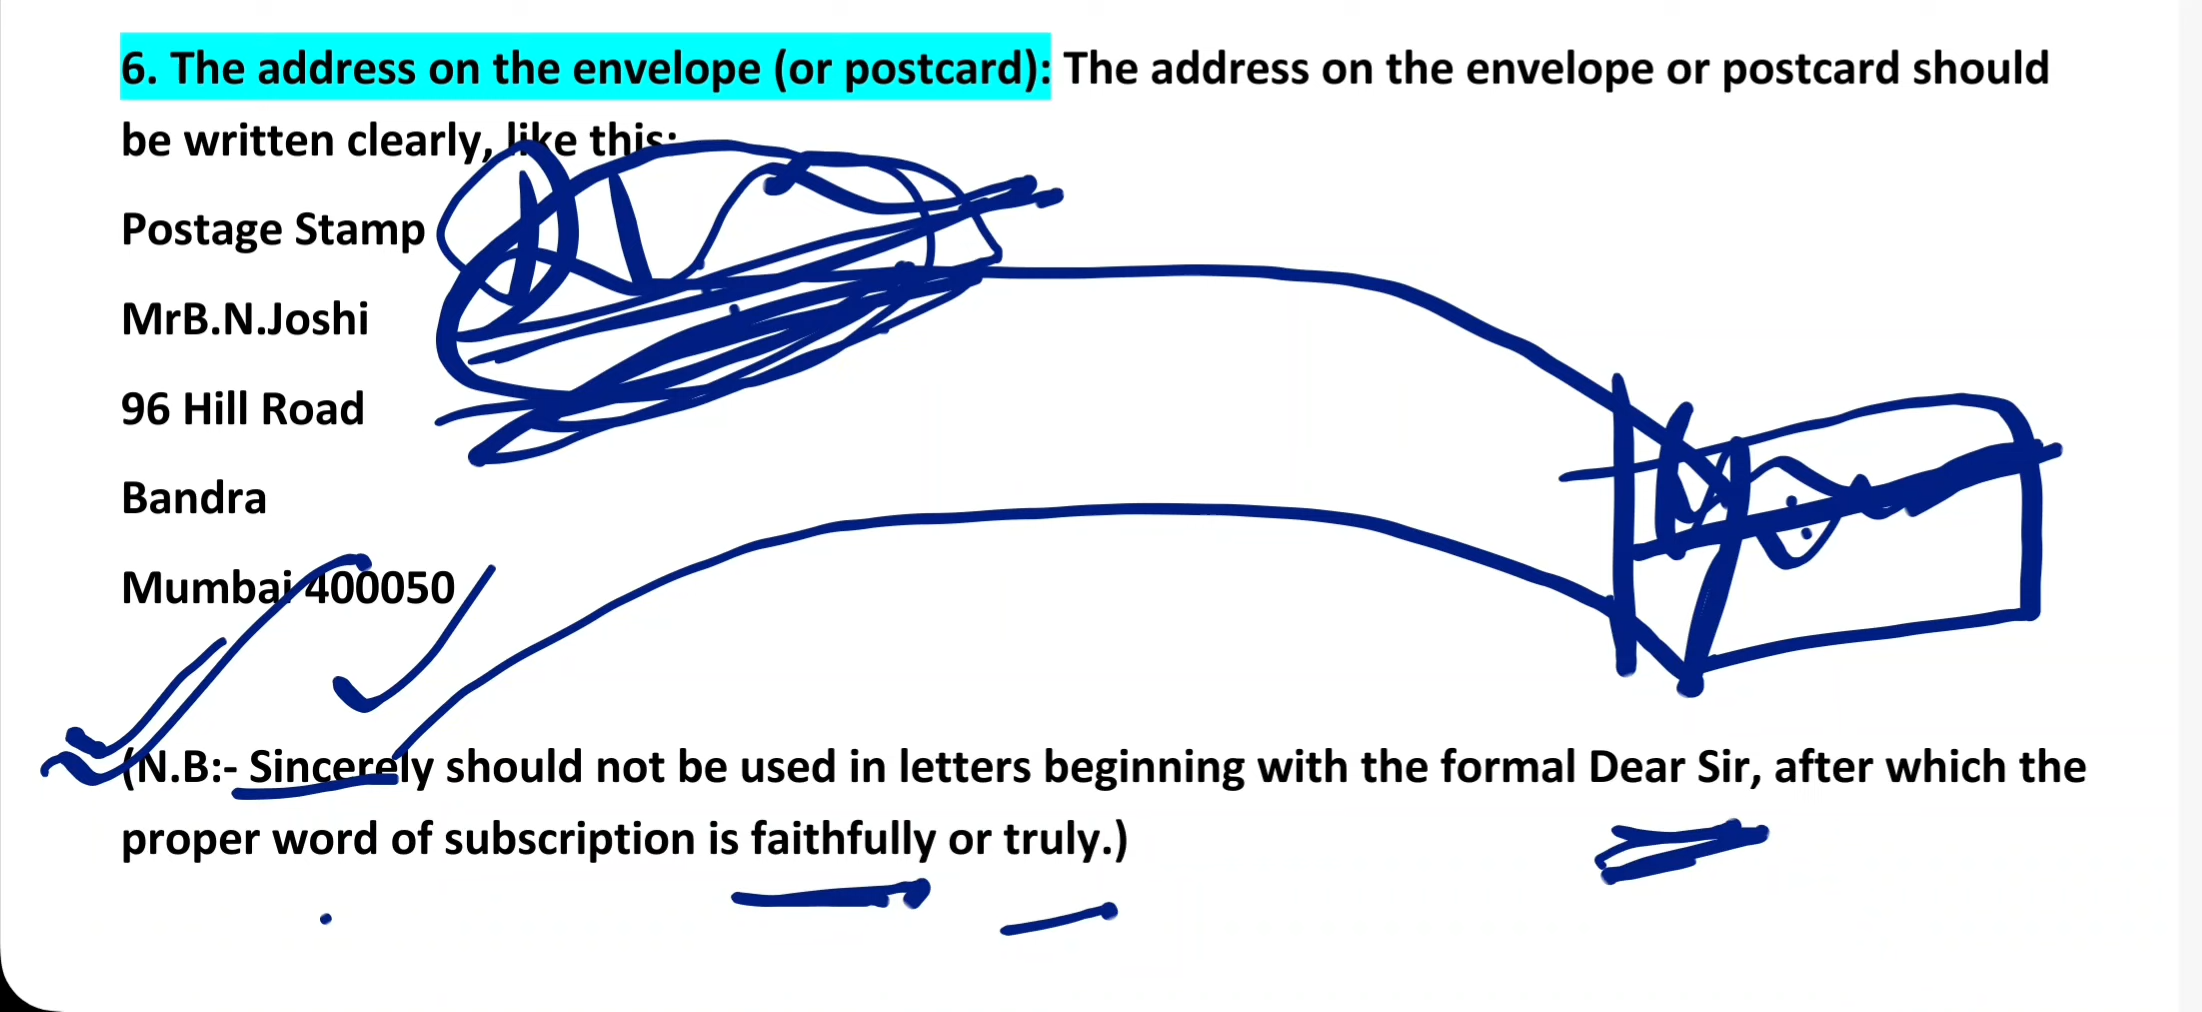 6. The address on the envelope (or postcard): The address on the envelope or postcard should
be written clearly, like this:
Postage Stamp
MrB.N.Joshi
96 Hill Road
Bandra
Mumbai 400050
(N.B:- Sincerely should not be used in letters beginning with the formal Dear Sir, after which the
proper word of subscription is faithfully or truly.)